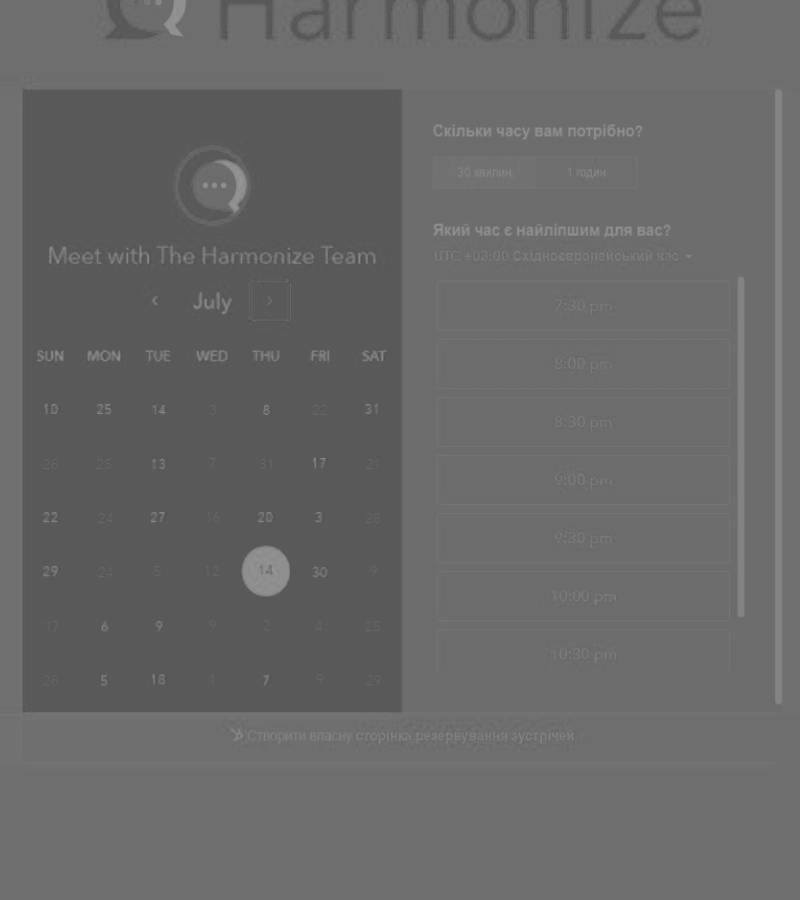 Harmonize
Meet with The Harmonize Team
July
SUN MON TUE WED THU FRI SAT
10 25 14 3 8 22 31
28 25 13 7 31 17 21
22 24 27 16 20 3 28
29 24 5 12 14 30 9
17 6 9 9 2 4 25
28 5 18 1 7 9 29
Скільки часу вам потрібно?
30 хвилин 1 годин
Який час є найліпшим для вас?
UTC +03:00 Східноєвропейський час
7:30 pm
8:00 pm
8:30 pm
9:00 pm
9:30 pm
10:00 pm
10:30 pm
Створити власну сторінка резервування зустрічей